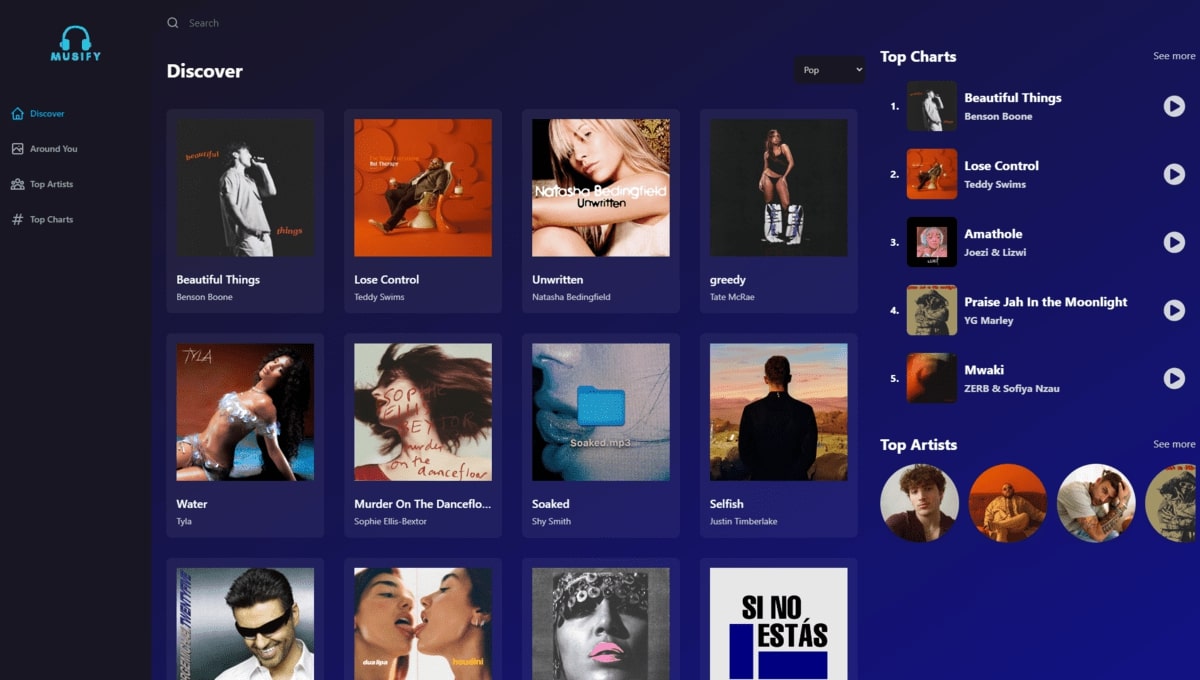 MUSIFY
Discover
Around You
Top Artists
Top Charts
Search
Discover
Pop
beautiful
things
Beautiful Things
Benson Boone
Lose Control
Teddy Swims
Natasha Bedingfield
Unwritten
Unwritten
Natasha Bedingfield
greedy
Tate McRae
TYLA
Water
Tyla
SOPHIE
ELLIS
BEXTOR
murder
on the
dancefloor
Murder On The Danceflo...
Sophie Ellis-Bextor
Soaked.mp3
Soaked
Shy Smith
Selfish
Justin Timberlake
TWENTYFIVE
dua lipa
houdini
SI NO
ESTÁS
Top Charts
See more
1.
Beautiful Things
Benson Boone
2.
Lose Control
Teddy Swims
3.
Amathole
Joezi & Lizwi
4.
Praise Jah In the Moonlight
YG Marley
5.
Mwaki
ZERB & Sofiya Nzau
Top Artists
See more